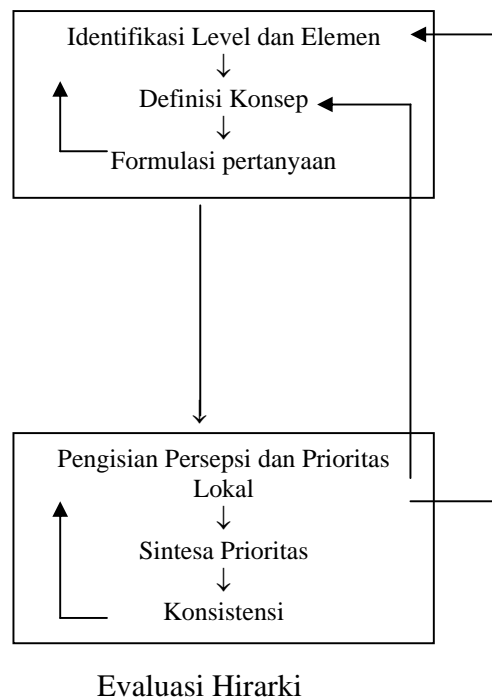 Identifikasi Level dan Elemen
Definisi Konsep
Formulasi pertanyaan
Pengisian Persepsi dan Prioritas
Lokal
Sintesa Prioritas
Konsistensi
Evaluasi Hirarki